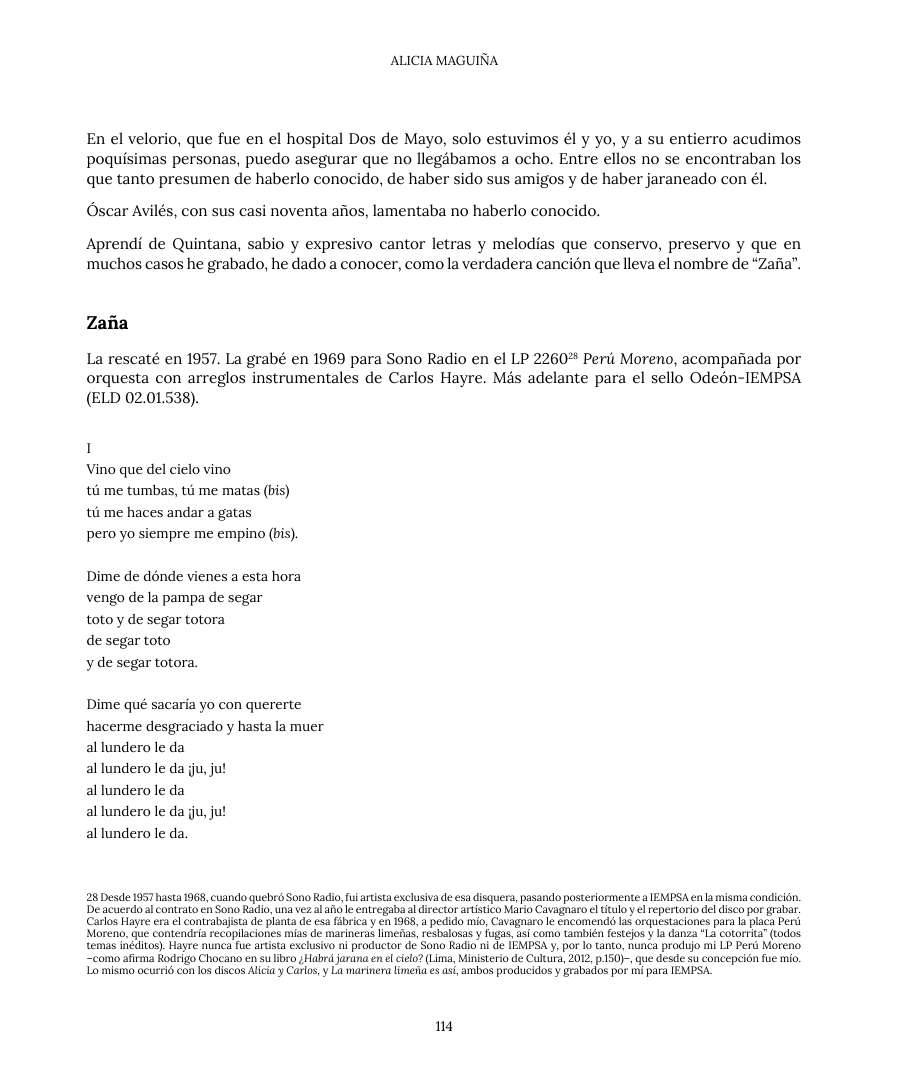 ALICIA MAGUIÑA
En el velorio, que fue en el hospital Dos de Mayo, solo estuvimos él y yo, y a su entierro acudimos
poquísimas personas, puedo asegurar que no llegábamos a ocho. Entre ellos no se encontraban los
que tanto presumen de haberlo conocido, de haber sido sus amigos y de haber jaraneado con él.
Óscar Avilés, con sus casi noventa años, lamentaba no haberlo conocido.
Aprendí de Quintana, sabio y expresivo cantor letras y melodías que conservo, preservo y que en
muchos casos he grabado, he dado a conocer, como la verdadera canción que lleva el nombre de “Zaña”.
Zaña
La rescaté en 1957. La grabé en 1969 para Sono Radio en el LP 2260²⁸ Perú Moreno, acompañada por
orquesta con arreglos instrumentales de Carlos Hayre. Más adelante para el sello Odeón-IEMPSA
(ELD 02.01.538).
I
Vino que del cielo vino
tú me tumbas, tú me matas (bis)
tú me haces andar a gatas
pero yo siempre me empino (bis).
Dime de dónde vienes a esta hora
vengo de la pampa de segar
toto y de segar totora
de segar toto
y de segar totora.
Dime qué sacaría yo con quererte
hacerme desgraciado y hasta la muer
al lundero le da
al lundero le da ¡ju, ju!
al lundero le da
al lundero le da ¡ju, ju!
al lundero le da.
28 Desde 1957 hasta 1968, cuando quebró Sono Radio, fui artista exclusiva de esa disquera, pasando posteriormente a IEMPSA en la misma condición.
De acuerdo al contrato en Sono Radio, una vez al año le entregaba al director artístico Mario Cavagnaro el título y el repertorio del disco por grabar.
Carlos Hayre era el contrabajista de planta de esa fábrica y en 1968, a pedido mío, Cavagnaro le encomendó las orquestaciones para la placa Perú
Moreno, que contendría recopilaciones mías de marineras limeñas, resbalosas y fugas, así como también festejos y la danza “La cotorrita” (todos
temas inéditos). Hayre nunca fue artista exclusivo ni productor de Sono Radio ni de IEMPSA y, por lo tanto, nunca produjo mi LP Perú Moreno
–como afirma Rodrigo Chocano en su libro ¿Habrá jarana en el cielo? (Lima, Ministerio de Cultura, 2012, p.150)–, que desde su concepción fue mío.
Lo mismo ocurrió con los discos Alicia y Carlos, y La marinera limeña es así, ambos producidos y grabados por mí para IEMPSA.
114